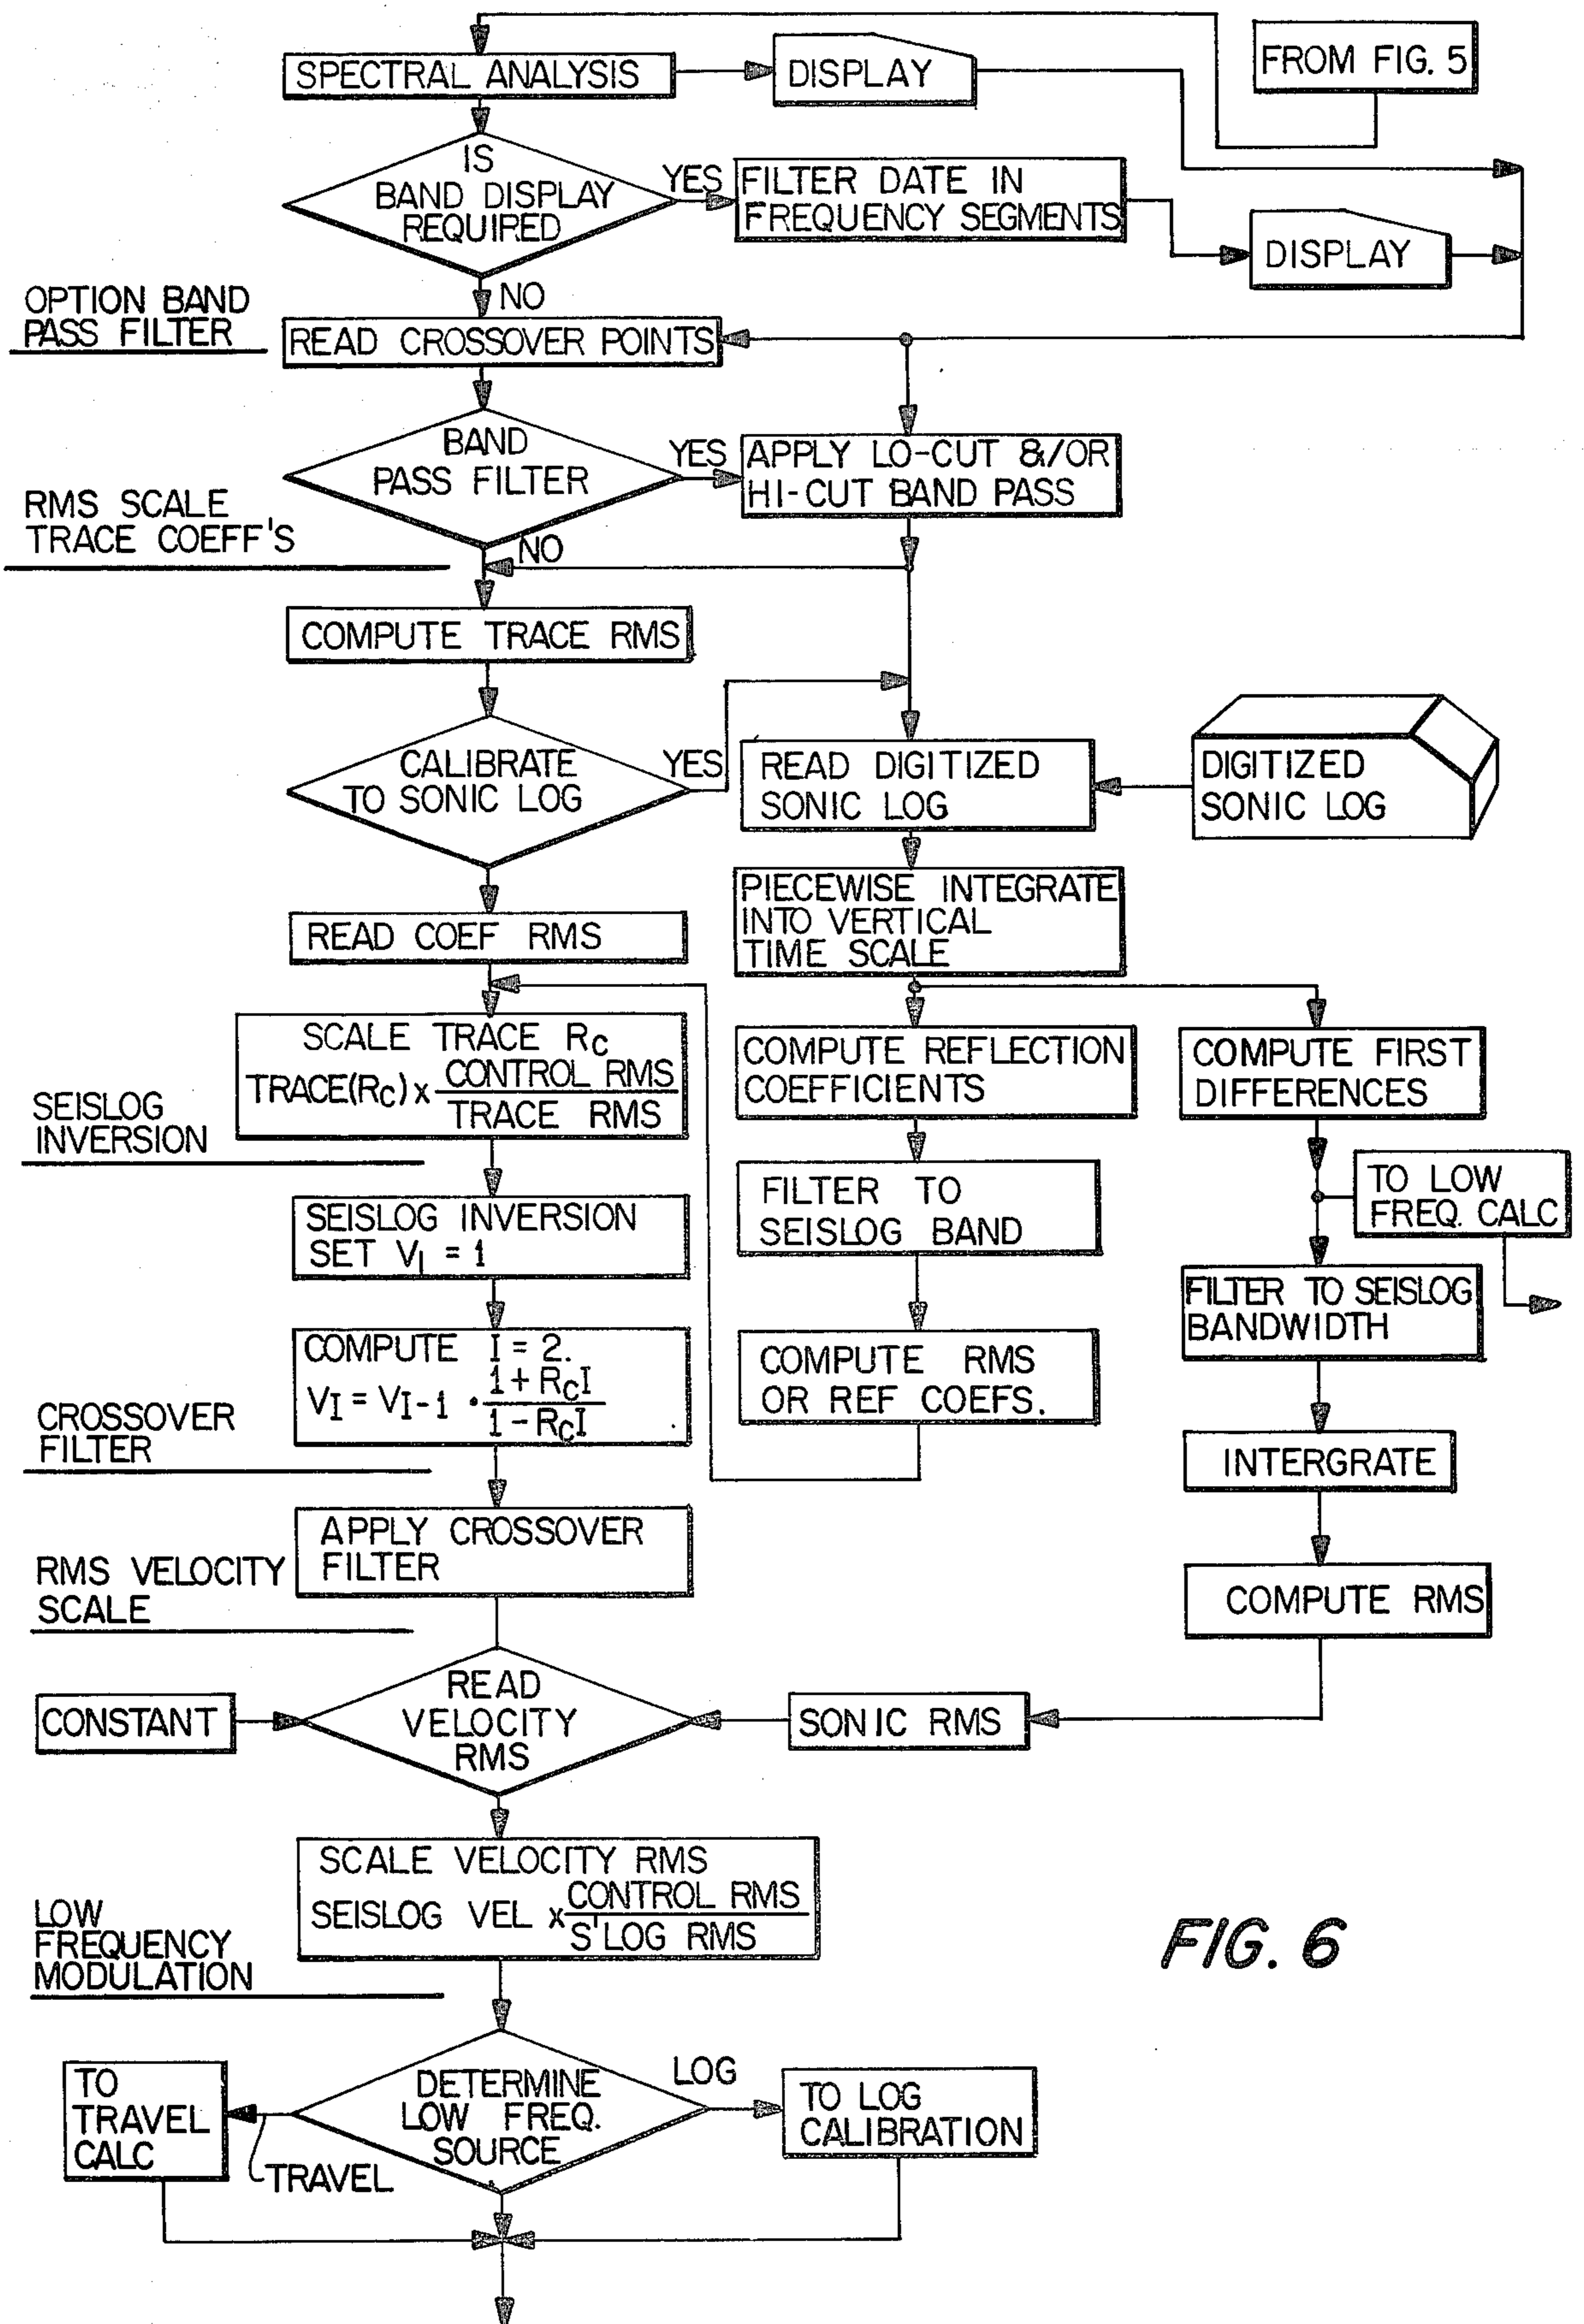 FROM FIG. 5
SPECTRAL ANALYSIS
DISPLAY
IS
BAND DISPLAY
REQUIRED
YES
FILTER DATE IN
FREQUENCY SEGMENTS
DISPLAY
NO
OPTION BAND
PASS FILTER
READ CROSSOVER POINTS
BAND
PASS FILTER
YES
APPLY LO-CUT &/OR
HI-CUT BAND PASS
RMS SCALE
TRACE COEFF'S
NO
COMPUTE TRACE RMS
CALIBRATE
TO SONIC LOG
YES
READ DIGITIZED
SONIC LOG
DIGITIZED
SONIC LOG
PIECEWISE INTEGRATE
INTO VERTICAL
TIME SCALE
READ COEF RMS
SCALE TRACE RC
TRACE(RC) x CONTROL RMS
TRACE RMS
COMPUTE REFLECTION
COEFFICIENTS
COMPUTE FIRST
DIFFERENCES
SEISLOG
INVERSION
FILTER TO
SEISLOG BAND
TO LOW
FREQ. CALC
SEISLOG INVERSION
SET VI = 1
FILTER TO SEISLOG
BANDWIDTH
COMPUTE I = 2.
VI = VI-1 · 1 + RCI
1 - RCI
COMPUTE RMS
OR REF COEFS.
CROSSOVER
FILTER
INTERGRATE
APPLY CROSSOVER
FILTER
RMS VELOCITY
SCALE
COMPUTE RMS
CONSTANT
READ
VELOCITY
RMS
SONIC RMS
SCALE VELOCITY RMS
SEISLOG VEL x CONTROL RMS
S'LOG RMS
LOW
FREQUENCY
MODULATION
FIG. 6
TO
TRAVEL
CALC
TRAVEL
DETERMINE
LOW FREQ.
SOURCE
LOG
TO LOG
CALIBRATION